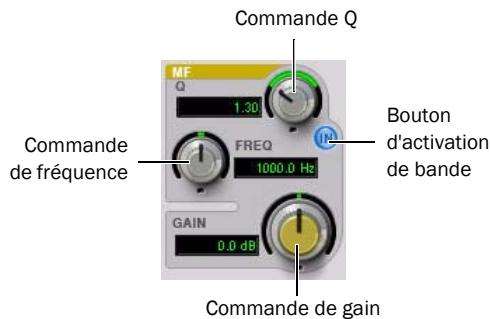 Commande Q
MF
Q
1.30
Bouton
d'activation
de bande
IN
Commande
de fréquence
FREQ
1000.0 Hz
GAIN
0.0 dB
Commande de gain